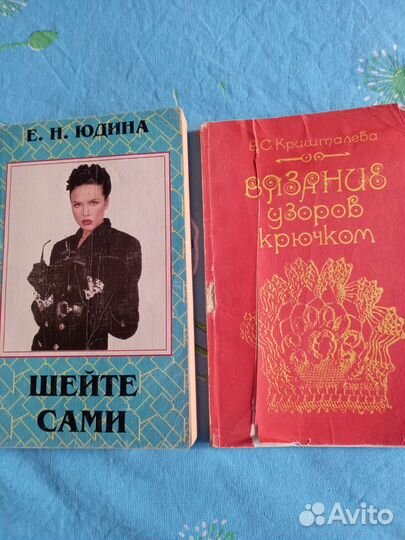 Е. Н. ЮДИНА
ШЕЙТЕ
САМИ
В.С. Кришталева
ВЯЗАНИЕ
узоров
крючком
Avito